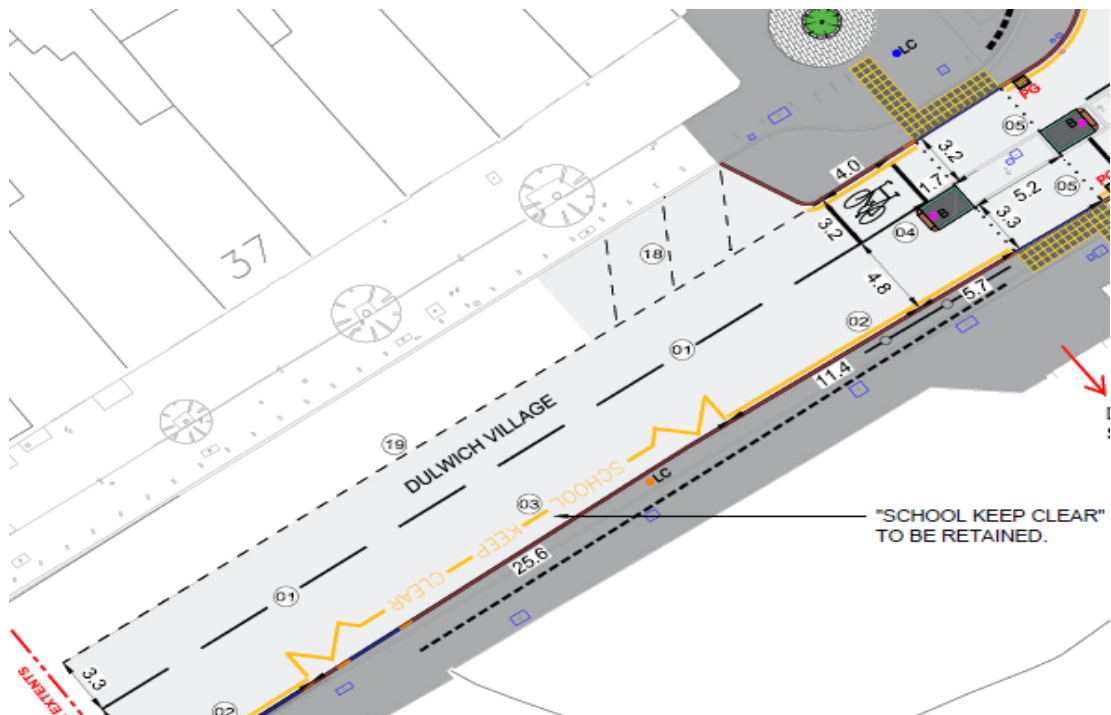 LC
PG
05
B
3.2
4.0
1.7
5.2
05
PG
B
3.3
3.2
04
37
18
4.8
5.7
02
01
11.4
DULWICH VILLAGE
19
LC
SCHOOL
03
KEEP
"SCHOOL KEEP CLEAR"
TO BE RETAINED.
25.6
CLEAR
01
3.3
EXTENTS
02